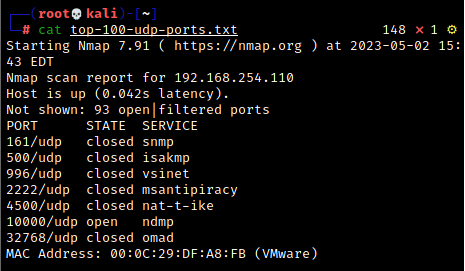 (root💀kali)-[~]
# cat top-100-udp-ports.txt 148 ⨯ 1 ⚙
Starting Nmap 7.91 ( https://nmap.org ) at 2023-05-02 15:
43 EDT
Nmap scan report for 192.168.254.110
Host is up (0.042s latency).
Not shown: 93 open|filtered ports
PORT STATE SERVICE
161/udp closed snmp
500/udp closed isakmp
996/udp closed vsinet
2222/udp closed msantipiracy
4500/udp closed nat-t-ike
10000/udp open ndmp
32768/udp closed omad
MAC Address: 00:0C:29:DF:A8:FB (VMware)